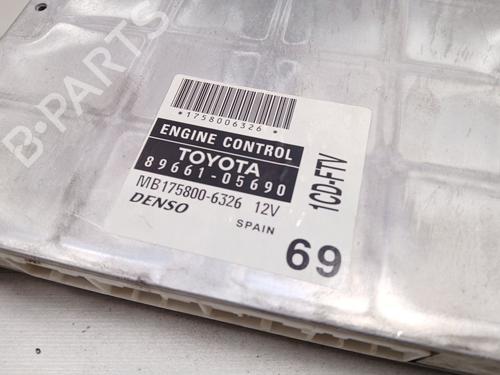 B-PARTS
*1758006326*
ENGINE CONTROL
TOYOTA
89661-05690
MB175800-6326 12V
DENSO
SPAIN
69
1CD-FTV